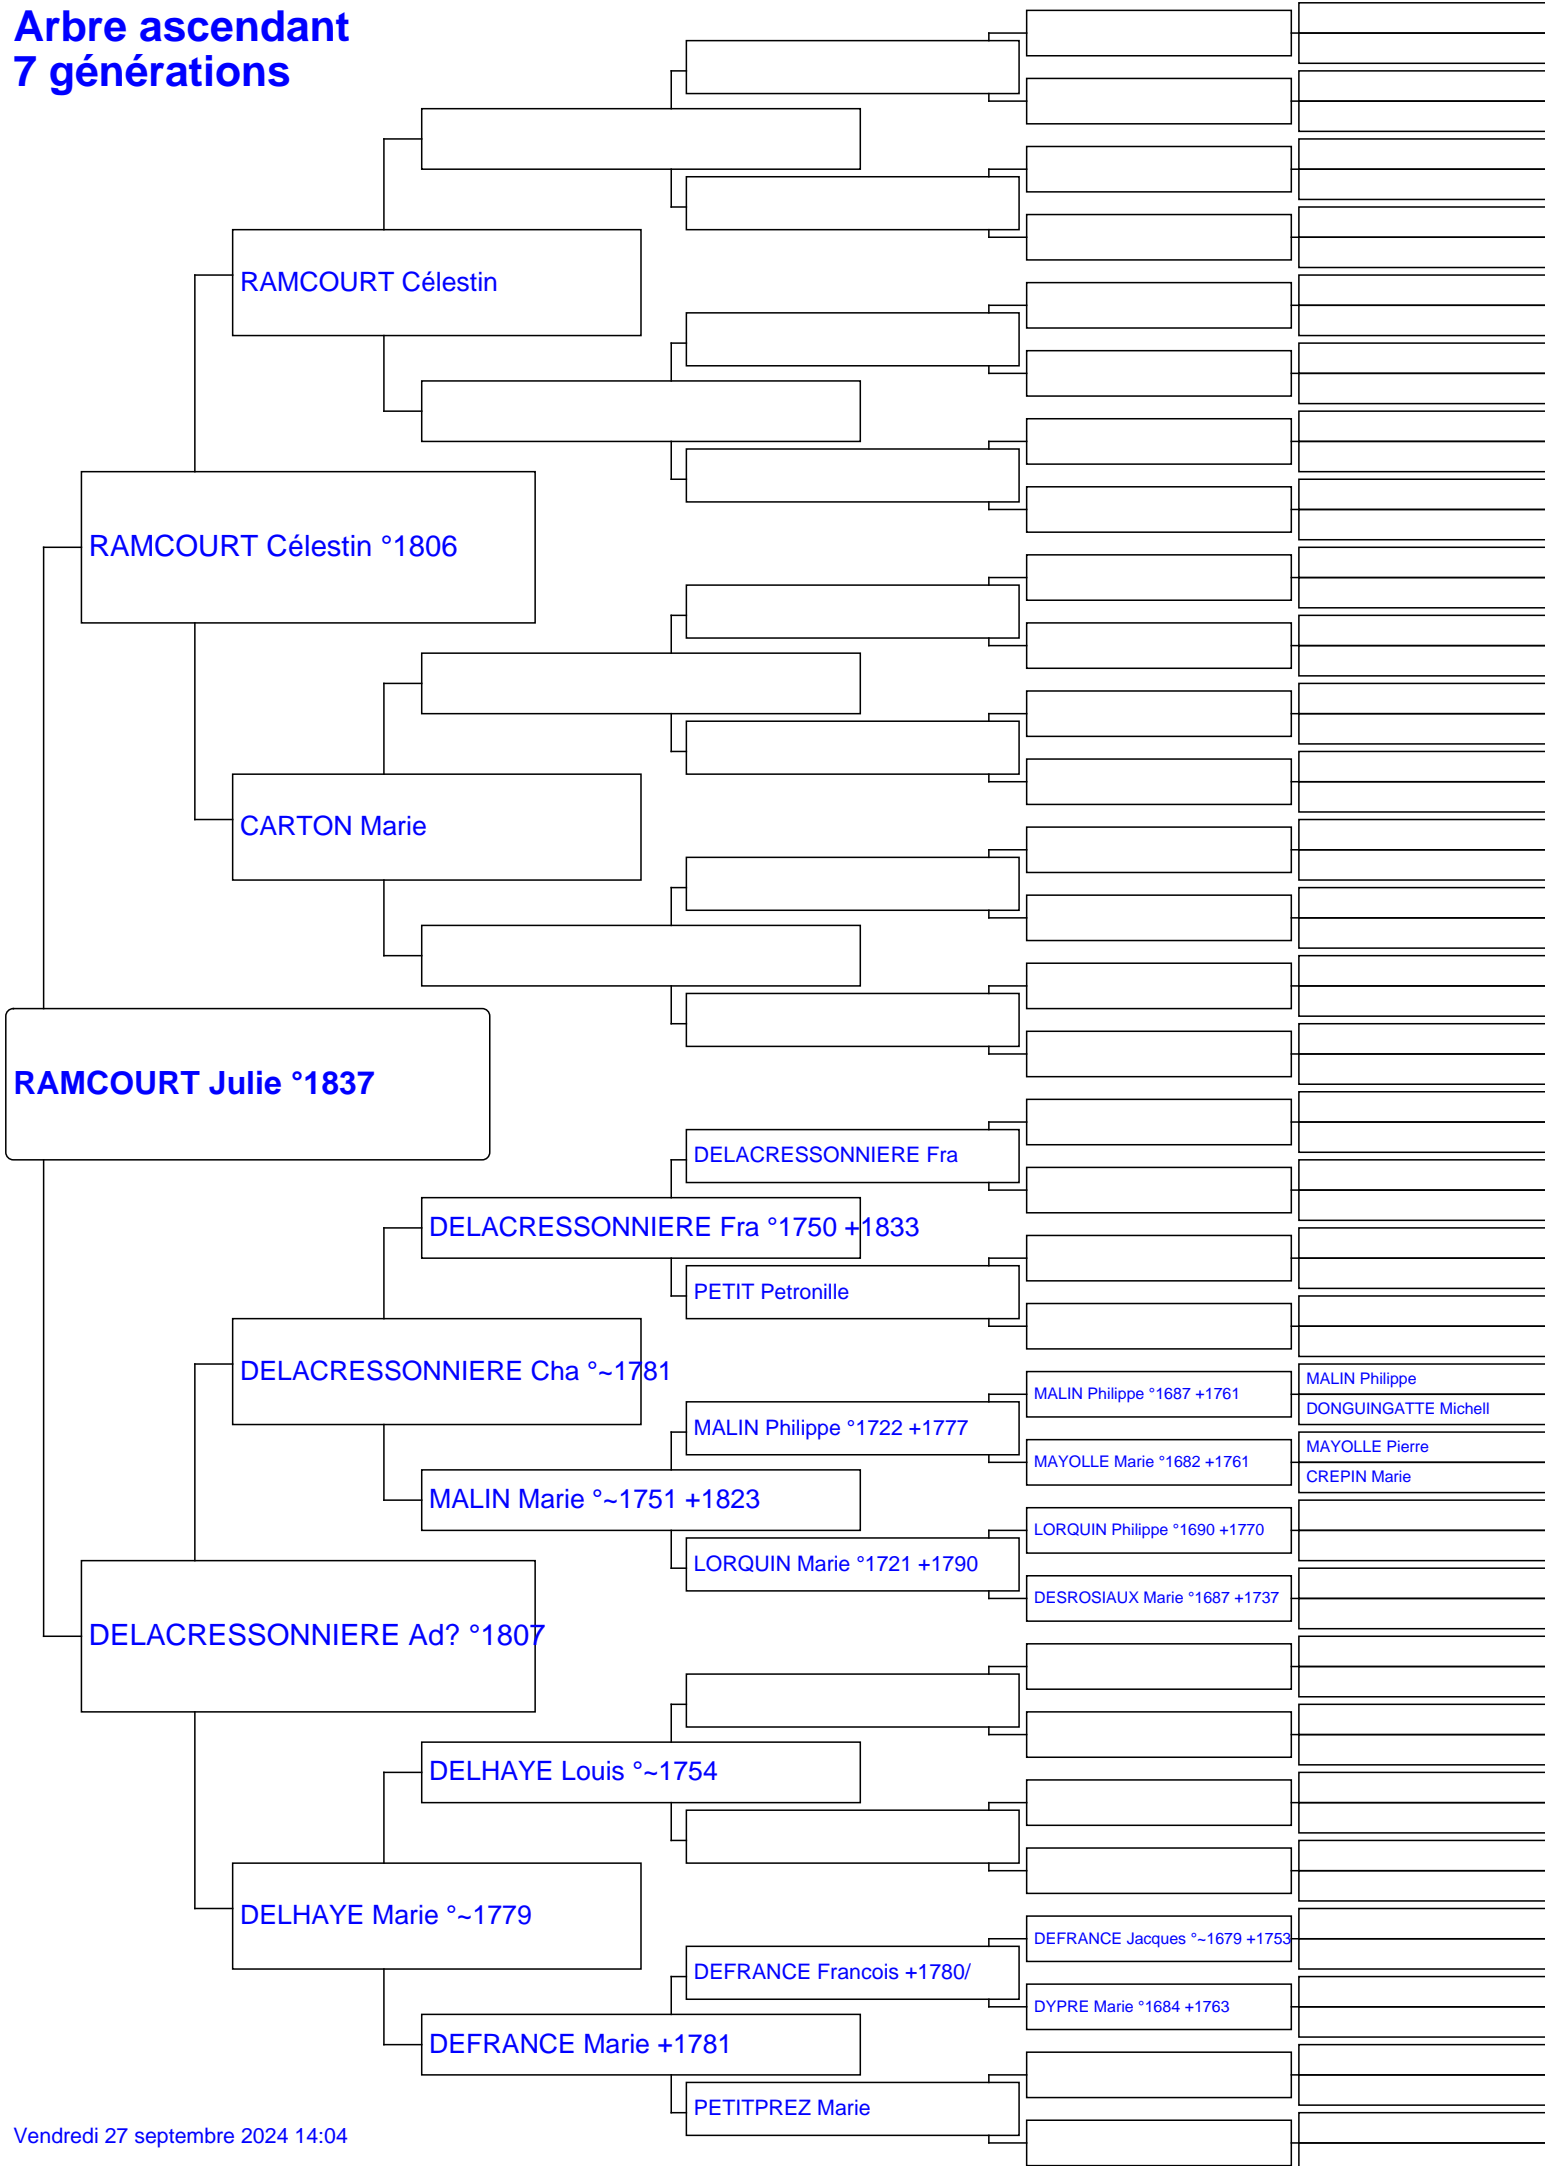 Arbre ascendant
7 générations
RAMCOURT Célestin
RAMCOURT Célestin °1806
CARTON Marie
RAMCOURT Julie °1837
DELACRESSONNIERE Fra
DELACRESSONNIERE Fra °1750 +1833
PETIT Petronille
DELACRESSONNIERE Cha °~1781
MALIN Philippe
MALIN Philippe °1687 +1761
DONGUINGATTE Michell
MALIN Philippe °1722 +1777
MAYOLLE Pierre
MAYOLLE Marie °1682 +1761
CREPIN Marie
MALIN Marie °~1751 +1823
LORQUIN Philippe °1690 +1770
LORQUIN Marie °1721 +1790
DESROSIAUX Marie °1687 +1737
DELACRESSONNIERE Ad? °1807
DELHAYE Louis °~1754
DELHAYE Marie °~1779
DEFRANCE Jacques °~1679 +1753
DEFRANCE Francois +1780/
DYPRE Marie °1684 +1763
DEFRANCE Marie +1781
PETITPREZ Marie
Vendredi 27 septembre 2024 14:04